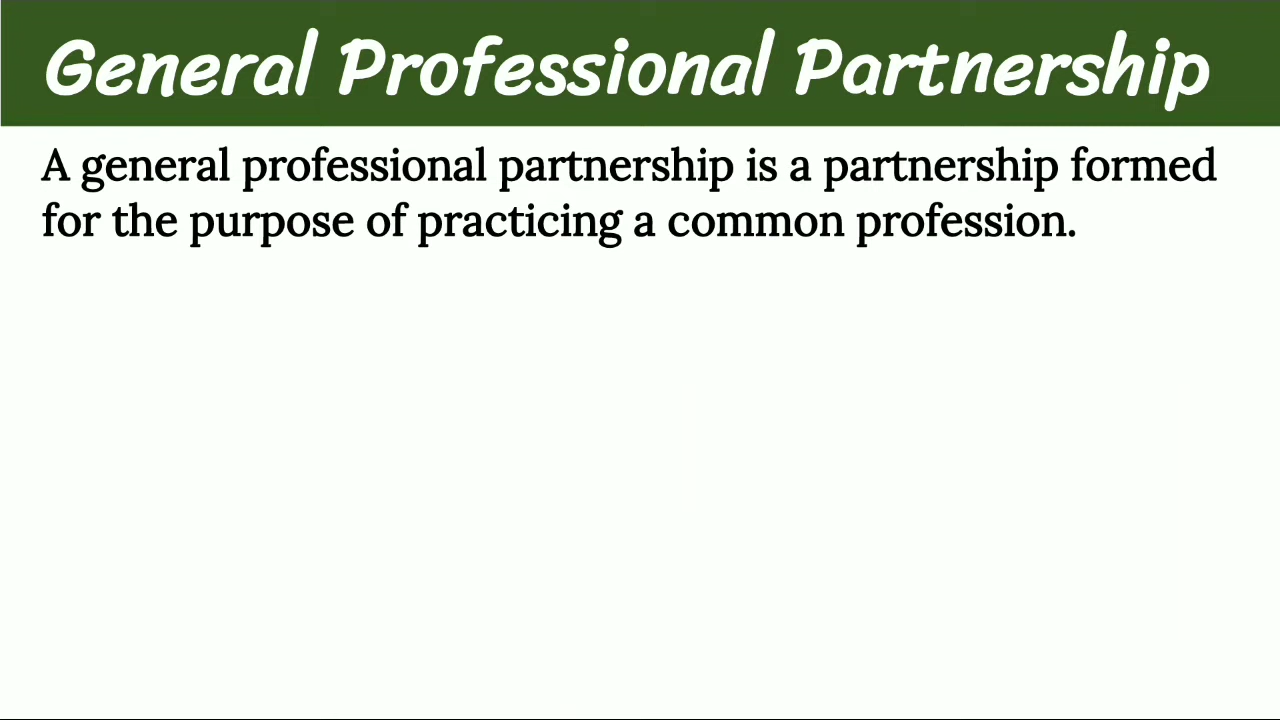 General Professional Partnership
A general professional partnership is a partnership formed
for the purpose of practicing a common profession.